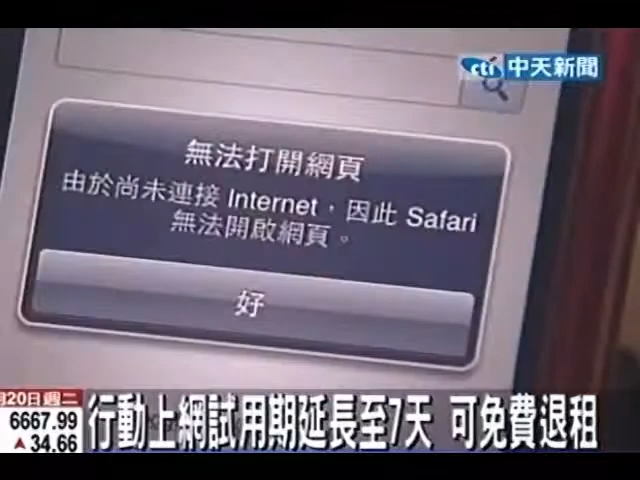 cti 中天新聞
無法打開網頁
由於尚未連接 Internet，因此 Safari
無法開啟網頁。
好
月20日週二
6667.99
▲34.66
行動上網試用期延長至7天 可免費退租